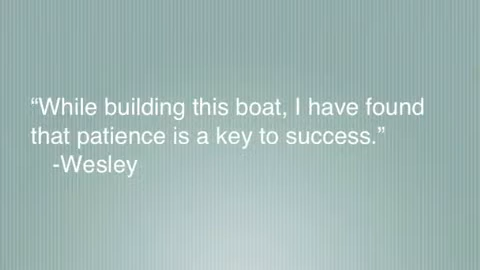 “While building this boat, I have found
that patience is a key to success.”
-Wesley